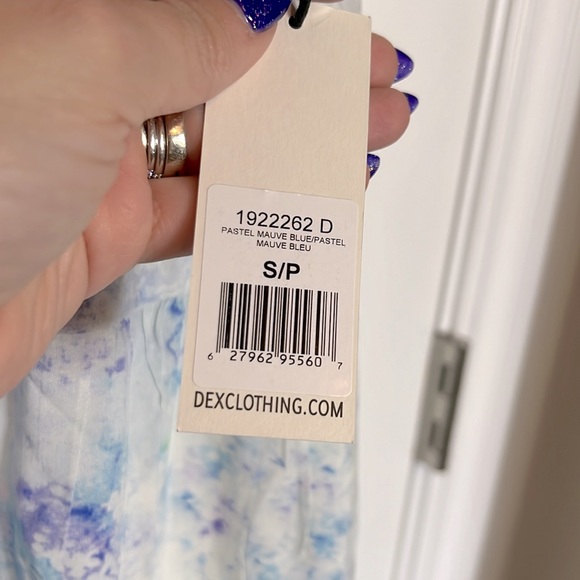 1922262 D
PASTEL MAUVE BLUE/PASTEL
MAUVE BLEU
S/P
6 27962 95560 7
DEXCLOTHING.COM